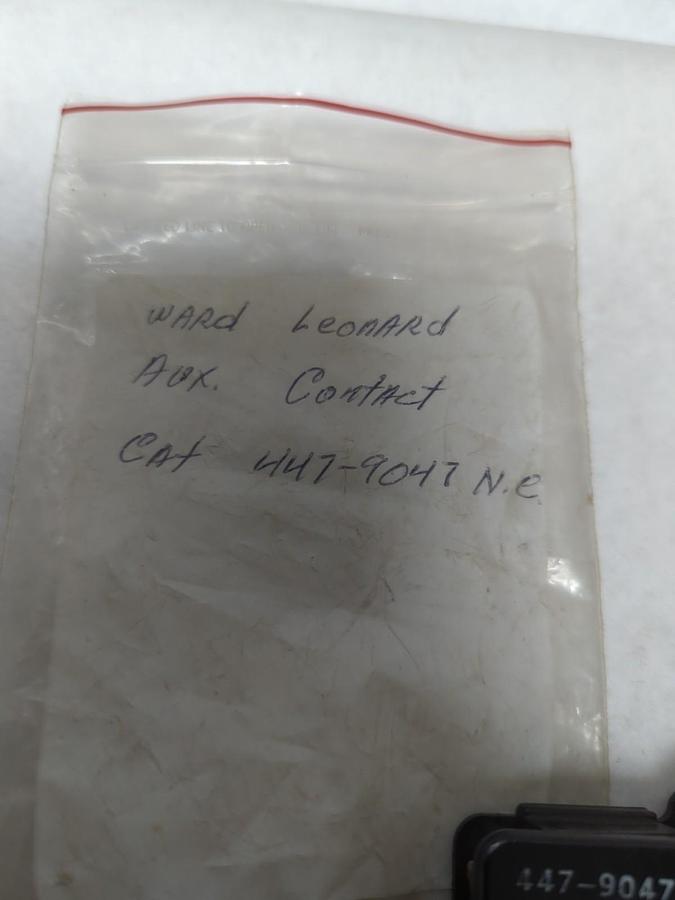 WARd LeonARd
Aux. ContAct
CAt 447-9047 N.C
447-9047